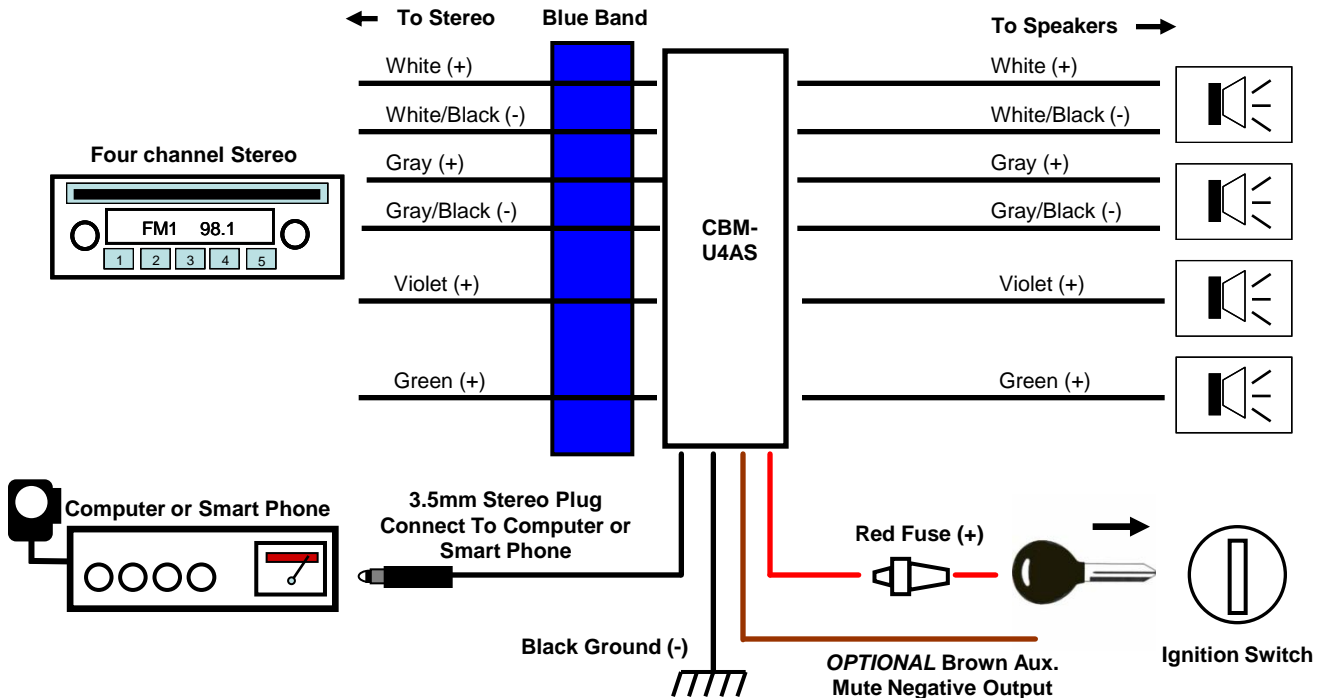 To Stereo
Blue Band
To Speakers
White (+)
White/Black (-)
Gray (+)
Gray/Black (-)
Violet (+)
Green (+)
Four channel Stereo
FM1 98.1
1 2 3 4 5
CBM-
U4AS
White (+)
White/Black (-)
Gray (+)
Gray/Black (-)
Violet (+)
Green (+)
Computer or Smart Phone
3.5mm Stereo Plug
Connect To Computer or
Smart Phone
Red Fuse (+)
Black Ground (-)
OPTIONAL Brown Aux.
Mute Negative Output
Ignition Switch